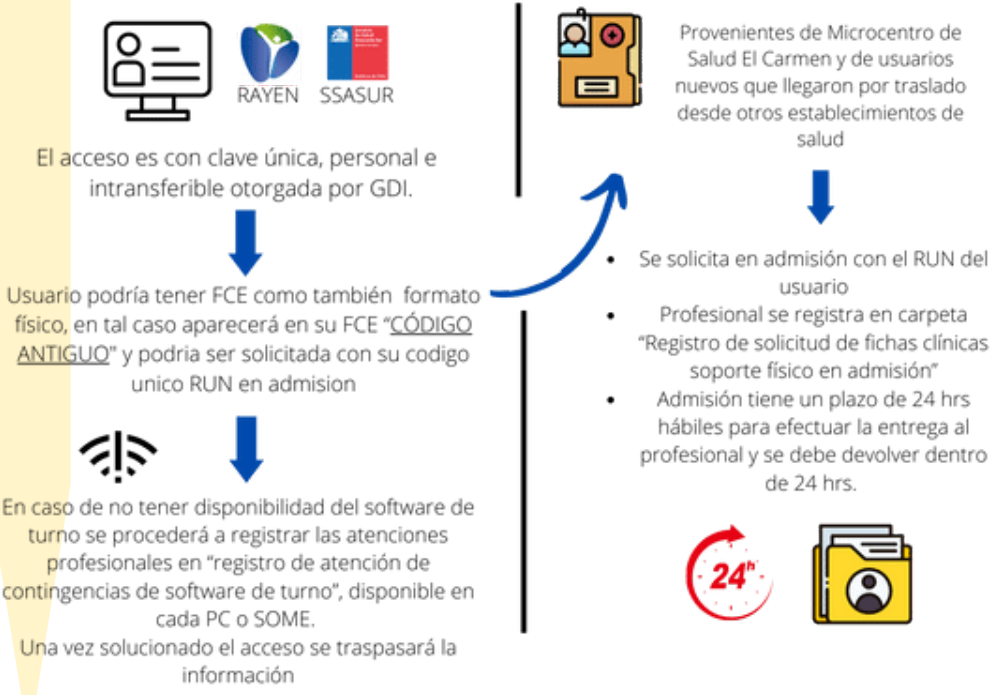 RAYEN SSASUR
El acceso es con clave única, personal e
intransferible otorgada por GDI.
Usuario podría tener FCE como también formato
físico, en tal caso aparecerá en su FCE “CÓDIGO
ANTIGUO” y podria ser solicitada con su codigo
unico RUN en admision
En caso de no tener disponibilidad del software de
turno se procederá a registrar las atenciones
profesionales en “registro de atención de
contingencias de software de turno”, disponible en
cada PC o SOME.
Una vez solucionado el acceso se traspasará la
información
Provenientes de Microcentro de
Salud El Carmen y de usuarios
nuevos que llegaron por traslado
desde otros establecimientos de
salud
• Se solicita en admisión con el RUN del
usuario
• Profesional se registra en carpeta
“Registro de solicitud de fichas clínicas
soporte físico en admisión”
• Admisión tiene un plazo de 24 hrs
hábiles para efectuar la entrega al
profesional y se debe devolver dentro
de 24 hrs.
24h